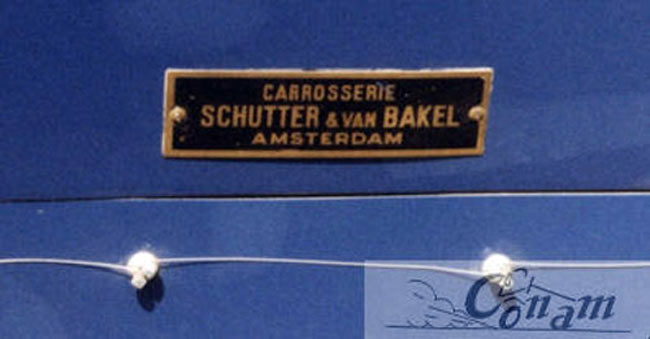 CARROSSERIE
SCHUTTER & VAN BAKEL
AMSTERDAM
Conam